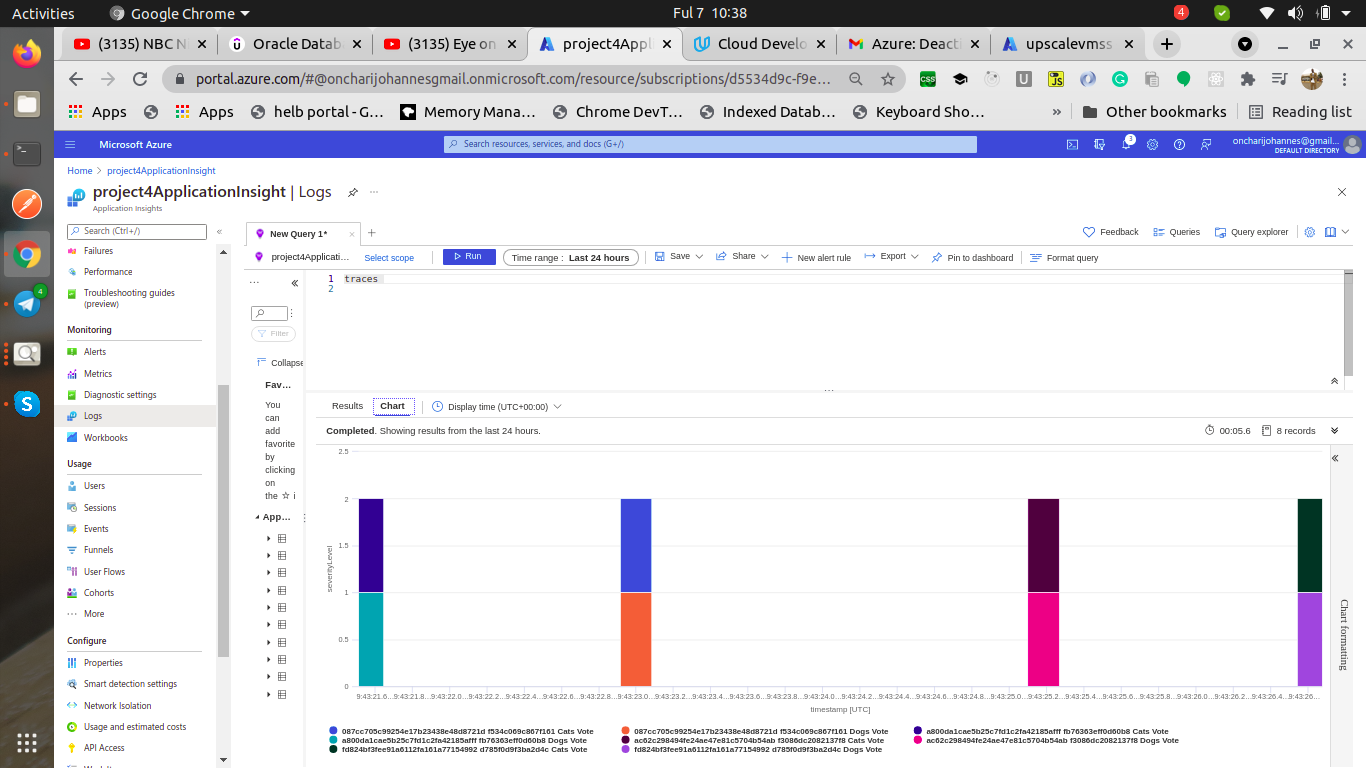 Activities
Google Chrome
Ful 7 10:38
4
(3135) NBC N
Oracle Datab
(3135) Eye on
project4Appl
Cloud Develo
Azure: Deacti
upscalevmss
portal.azure.com/#@oncharijohannesgmail.onmicrosoft.com/resource/subscriptions/d5534d9c-f9e...
Apps
Apps
helb portal - G...
Memory Mana...
Chrome DevT...
Indexed Datab...
Keyboard Sho...
»
Other bookmarks
Reading list
Microsoft Azure
Search resources, services, and docs (G+/)
3
oncharijohannes@gmail...
DEFAULT DIRECTORY
Home > project4ApplicationInsight
project4ApplicationInsight | Logs
Application Insights
Search (Ctrl+/)
Failures
Performance
Troubleshooting guides
(preview)
Monitoring
Alerts
Metrics
Diagnostic settings
Logs
Workbooks
Usage
Users
Sessions
Events
Funnels
User Flows
Cohorts
More
Configure
Properties
Smart detection settings
Network Isolation
Usage and estimated costs
API Access
New Query 1*
Feedback
Queries
Query explorer
project4Applicati...
Select scope
Run
Time range : Last 24 hours
Save
Share
New alert rule
Export
Pin to dashboard
Format query
1 traces
2
Filter
Collapse
Fav...
You
can
add
favorite
by
clicking
on
the ☆ i
App...
Results
Chart
Display time (UTC+00:00)
Completed. Showing results from the last 24 hours.
00:05.6
8 records
2.5
2
1.5
1
0.5
0
severityLevel
9:43:21.6...9:43:21.8...9:43:22.0...9:43:22.2...9:43:22.4...9:43:22.6...9:43:22.8...9:43:23.0...9:43:23.2...9:43:23.4...9:43:23.6...9:43:23.8...9:43:24.0...9:43:24.2...9:43:24.4...9:43:24.6...9:43:24.8...9:43:25.0...9:43:25.2...9:43:25.4...9:43:25.6...9:43:25.8...9:43:26.0...9:43:26.2...9:43:26.4...9:43:26...
timestamp [UTC]
087cc705c99254e17b23438e48d8721d f534c069c867f161 Cats Vote
087cc705c99254e17b23438e48d8721d f534c069c867f161 Dogs Vote
a800da1cae5b25c7fd1c2fa42185afff fb76363eff0d60b8 Cats Vote
a800da1cae5b25c7fd1c2fa42185afff fb76363eff0d60b8 Dogs Vote
ac62c298494fe24ae47e81c5704b54ab f3086dc2082137f8 Cats Vote
ac62c298494fe24ae47e81c5704b54ab f3086dc2082137f8 Dogs Vote
fd824bf3fee91a6112fa161a77154992 d785f0d9f3ba2d4c Cats Vote
fd824bf3fee91a6112fa161a77154992 d785f0d9f3ba2d4c Dogs Vote
Chart formatting